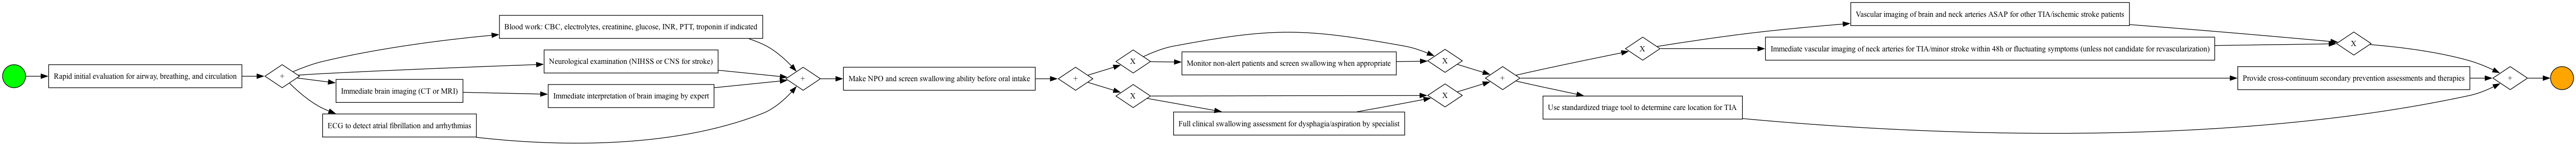 Rapid initial evaluation for airway, breathing, and circulation
+
Blood work: CBC, electrolytes, creatinine, glucose, INR, PTT, troponin if indicated
Neurological examination (NIHSS or CNS for stroke)
Immediate brain imaging (CT or MRI)
Immediate interpretation of brain imaging by expert
ECG to detect atrial fibrillation and arrhythmias
+
Make NPO and screen swallowing ability before oral intake
+
X
Monitor non-alert patients and screen swallowing when appropriate
X
X
Full clinical swallowing assessment for dysphagia/aspiration by specialist
X
+
X
Vascular imaging of brain and neck arteries ASAP for other TIA/ischemic stroke patients
Immediate vascular imaging of neck arteries for TIA/minor stroke within 48h or fluctuating symptoms (unless not candidate for revascularization)
X
Provide cross-continuum secondary prevention assessments and therapies
Use standardized triage tool to determine care location for TIA
+